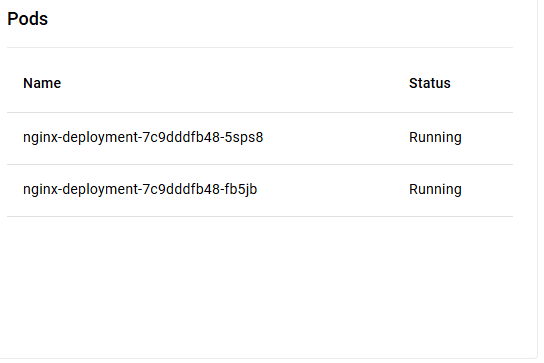 Pods
Name Status
nginx-deployment-7c9dddfb48-5sps8 Running
nginx-deployment-7c9dddfb48-fb5jb Running